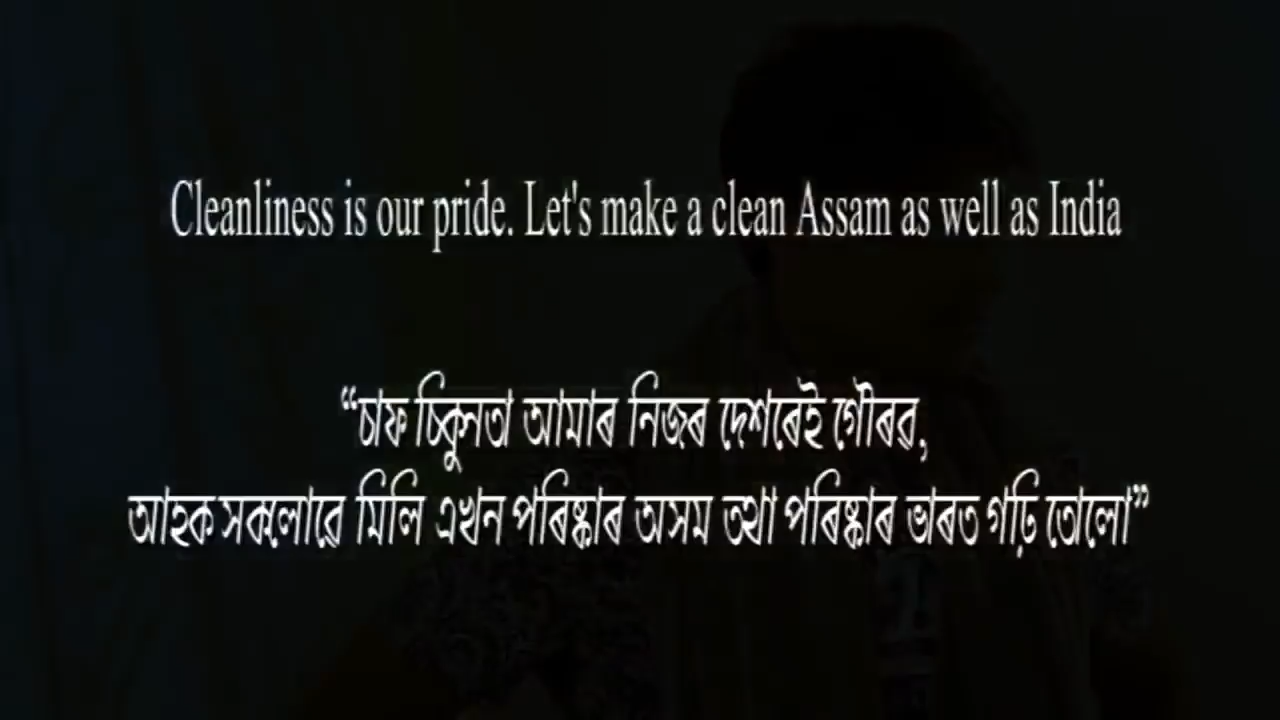 Cleanliness is our pride. Let's make a clean Assam as well as India
“চাফ চিকুনতা আমাৰ নিজৰ দেশৰেই গৌৰৱ,
আহক সকলোৱে মিলি এখন পৰিষ্কাৰ অসম তথা পৰিষ্কাৰ ভাৰত গঢ়ি তোলো”